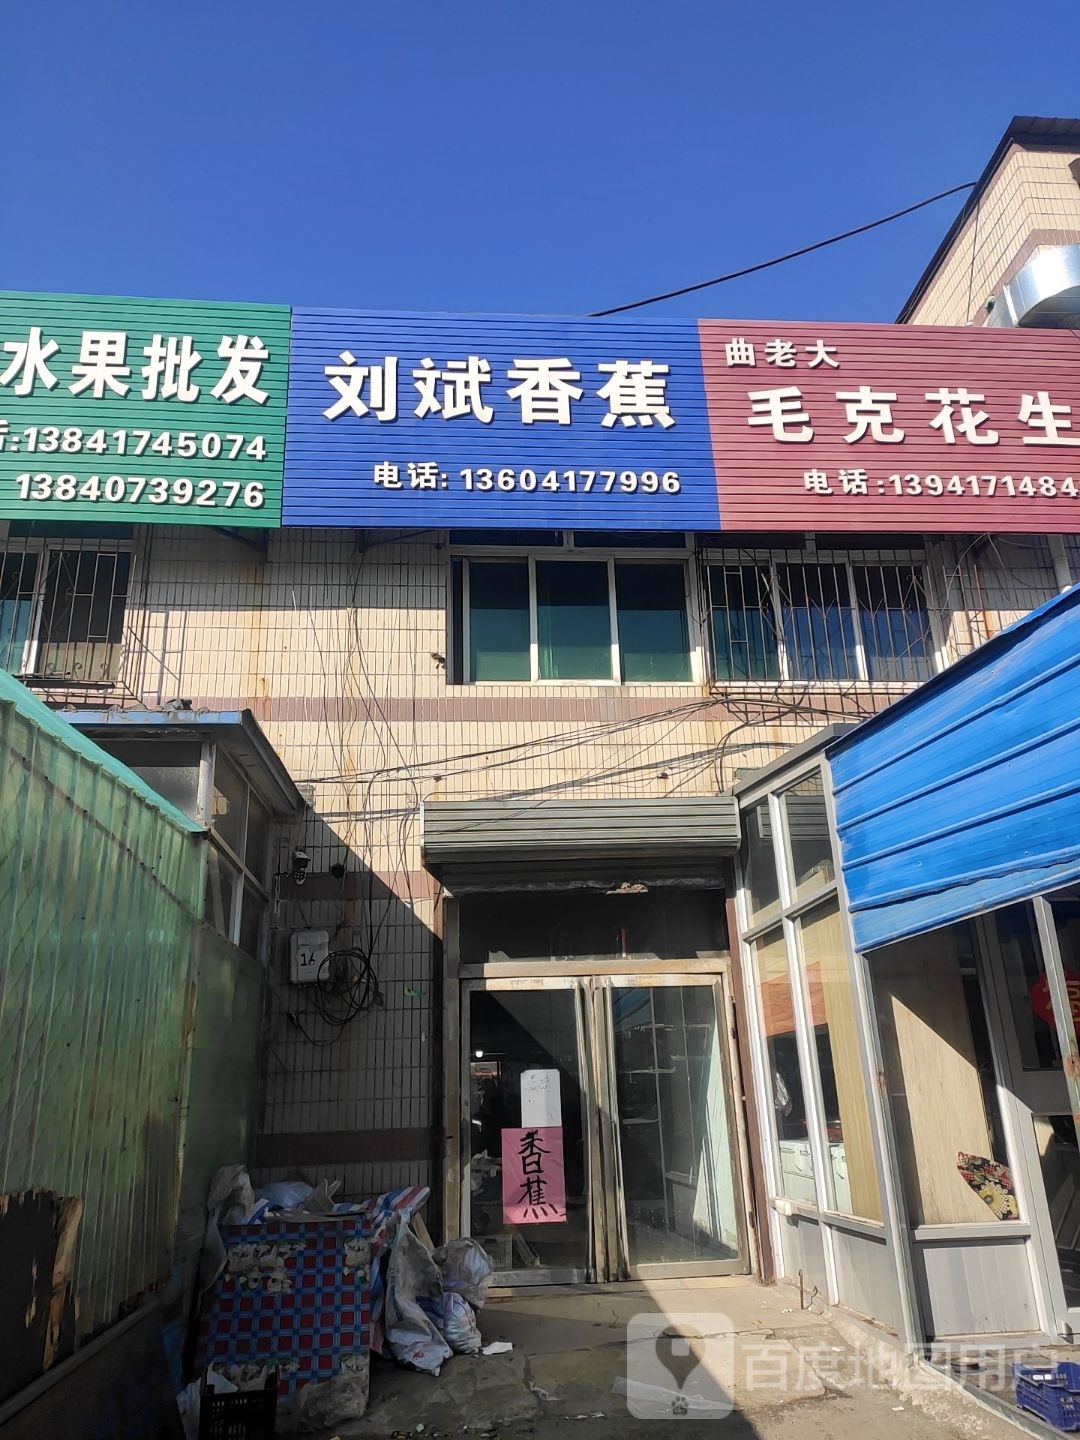 水果批发
:13841745074
13840739276
刘斌香蕉
电话: 13604177996
曲老大
毛克花生
电话:1394171484
16
香蕉
百度地图用户